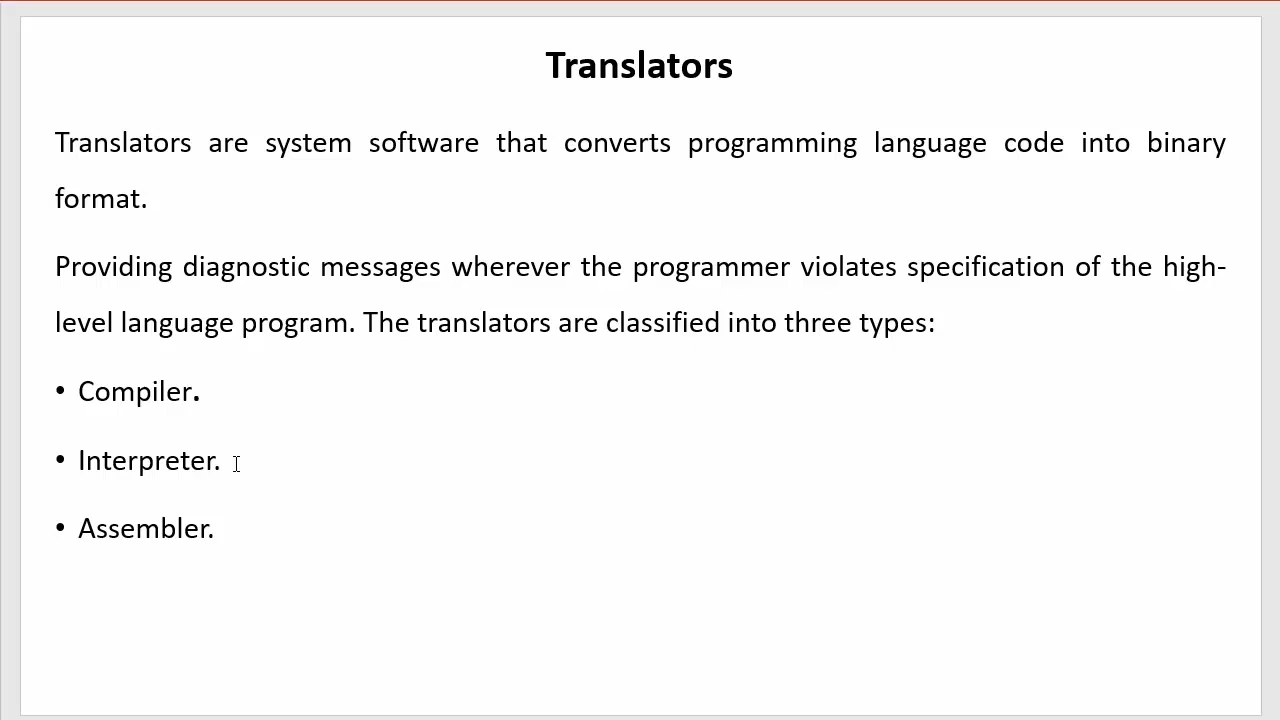 Translators
Translators are system software that converts programming language code into binary
format.
Providing diagnostic messages wherever the programmer violates specification of the high-
level language program. The translators are classified into three types:
• Compiler.
• Interpreter.
• Assembler.